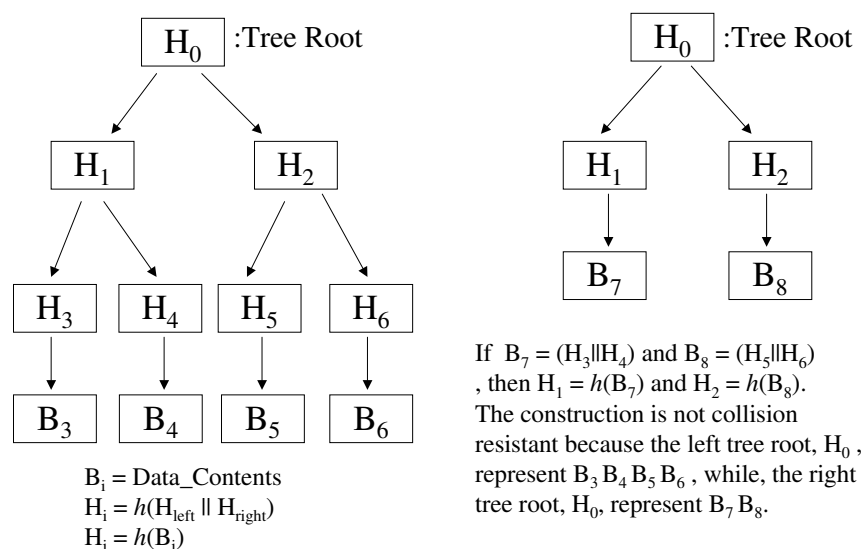 H₀ :Tree Root
H₁ H₂
H₃ H₄ H₅ H₆
B₃ B₄ B₅ B₆
Bᵢ = Data_Contents
Hᵢ = h(H_left || H_right)
Hᵢ = h(Bᵢ)
H₀ :Tree Root
H₁ H₂
B₇ B₈
If B₇ = (H₃||H₄) and B₈ = (H₅||H₆)
, then H₁ = h(B₇) and H₂ = h(B₈).
The construction is not collision
resistant because the left tree root, H₀ ,
represent B₃ B₄ B₅ B₆ , while, the right
tree root, H₀, represent B₇ B₈.